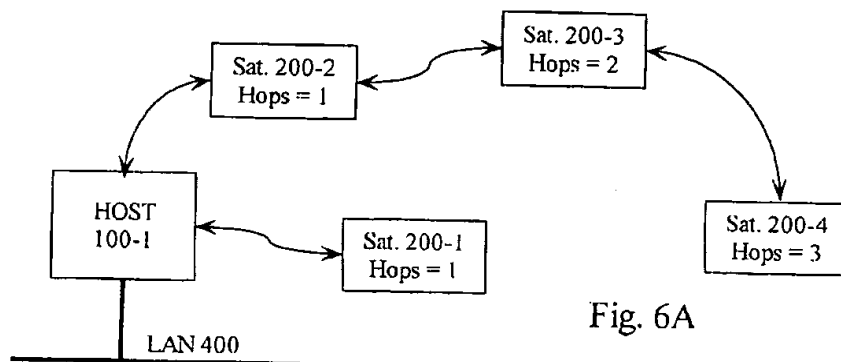 Sat. 200-2
Hops = 1
Sat. 200-3
Hops = 2
HOST
100-1
Sat. 200-1
Hops = 1
Sat. 200-4
Hops = 3
Fig. 6A
LAN 400